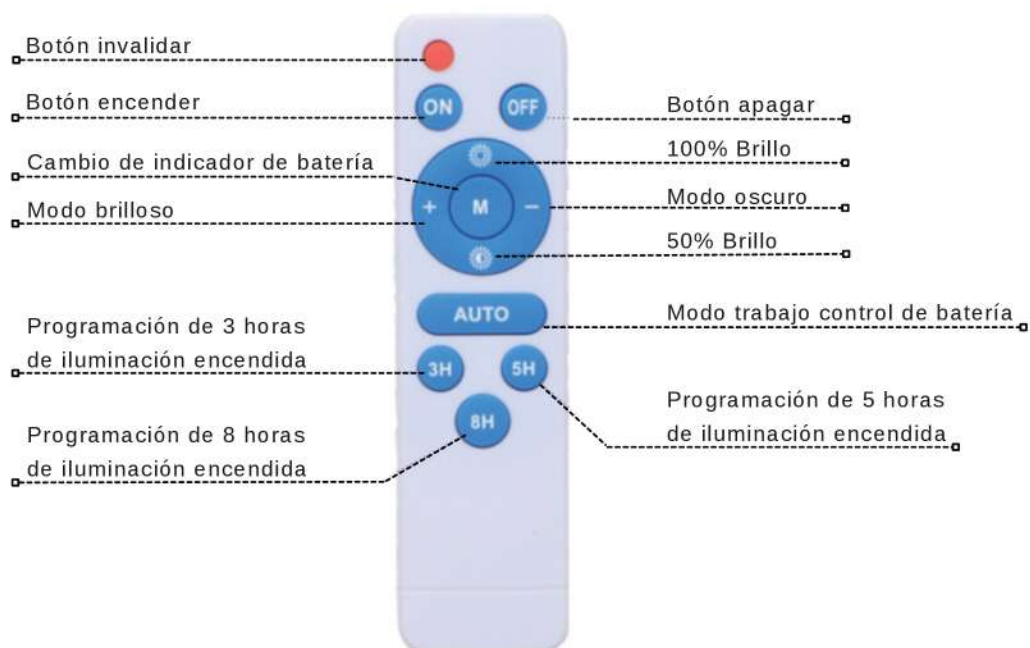 Botón invalidar
Botón encender
ON
OFF
Botón apagar
100% Brillo
Cambio de indicador de batería
Modo brilloso
+
M
-
Modo oscuro
50% Brillo
AUTO
Modo trabajo control de batería
Programación de 3 horas
de iluminación encendida
3H
5H
Programación de 5 horas
de iluminación encendida
8H
Programación de 8 horas
de iluminación encendida